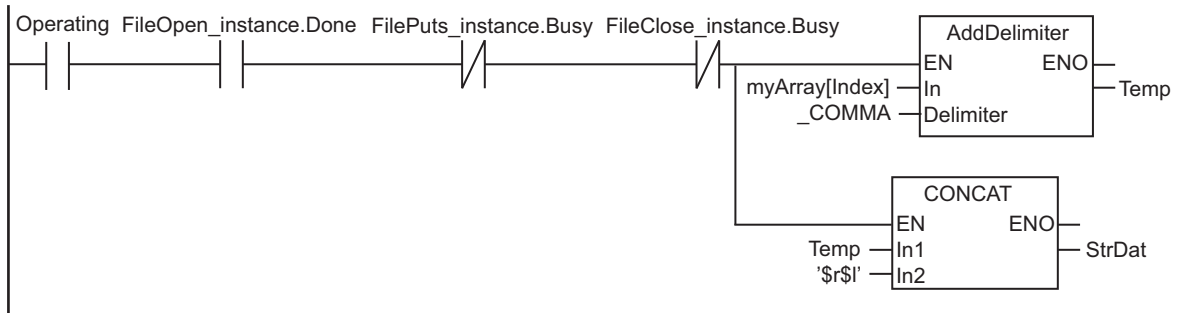 Operating FileOpen_instance.Done FilePuts_instance.Busy FileClose_instance.Busy
AddDelimiter
EN ENO
myArray[Index] In Temp
_COMMA Delimiter
CONCAT
EN ENO
Temp In1 StrDat
'$r$l' In2